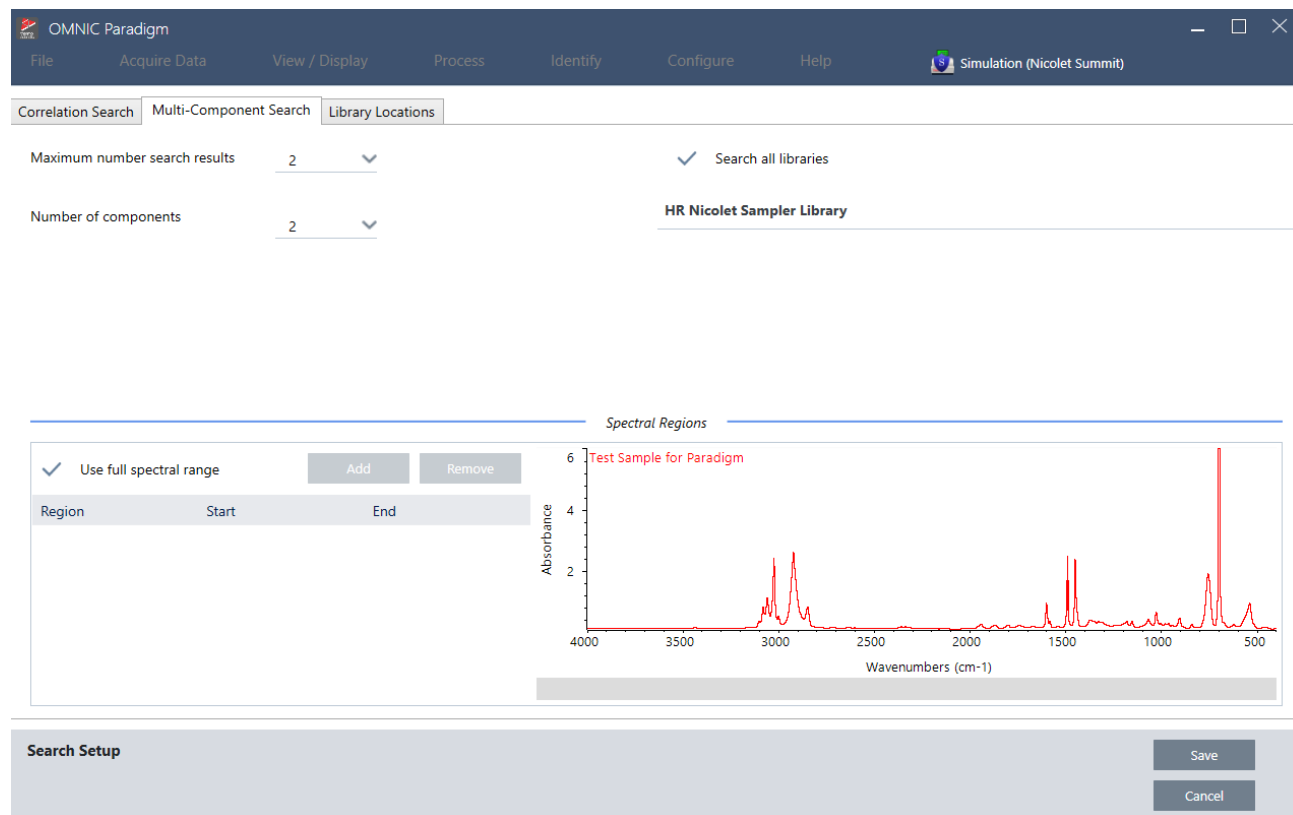 OMNIC Paradigm
File Acquire Data View / Display Process Identify Configure Help Simulation (Nicolet Summit)
Correlation Search Multi-Component Search Library Locations
Maximum number search results 2 Search all libraries
Number of components 2 HR Nicolet Sampler Library
Spectral Regions
Use full spectral range Add Remove
Region Start End
Test Sample for Paradigm
Absorbance
6
4
2
4000 3500 3000 2500 2000 1500 1000 500
Wavenumbers (cm-1)
Search Setup
Save
Cancel